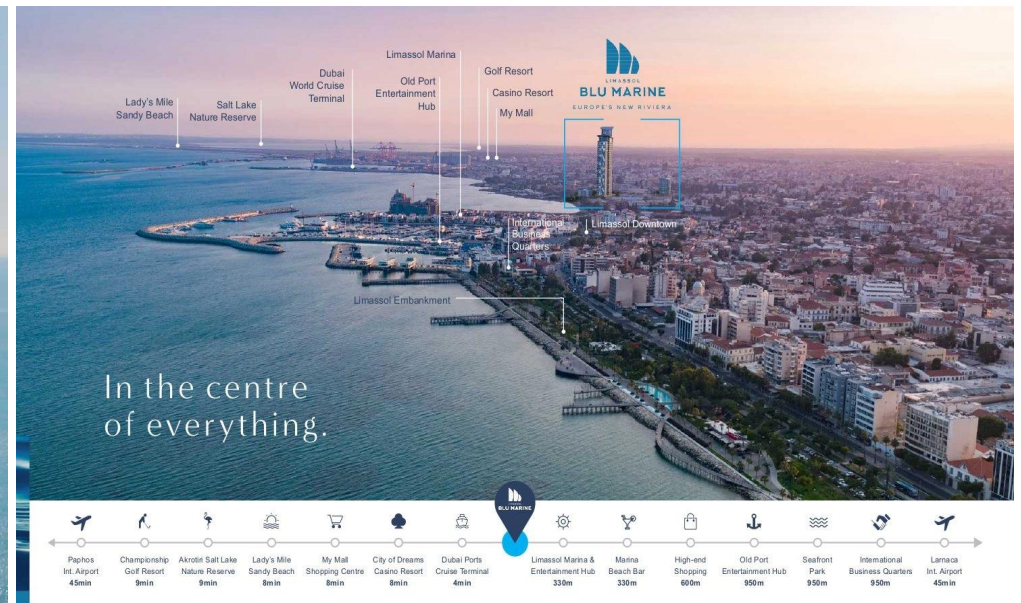 Limassol Marina
Dubai
World Cruise
Terminal
Old Port
Entertainment
Hub
Golf Resort
Casino Resort
My Mall
Lady's Mile
Sandy Beach
Salt Lake
Nature Reserve
LIMASSOL
BLU MARINE
EUROPE'S NEW RIVIERA
International
Business
Quarters
Limassol Downtown
Limassol Embankment
In the centre
of everything.
LIMASSOL
BLU MARINE
Paphos
Int. Airport
45min
Championship
Golf Resort
9min
Akrotiri Salt Lake
Nature Reserve
9min
Lady's Mile
Sandy Beach
8min
My Mall
Shopping Centre
8min
City of Dreams
Casino Resort
8min
Dubai Ports
Cruise Terminal
4min
Limassol Marina &
Entertainment Hub
330m
Marina
Beach Bar
330m
High-end
Shopping
600m
Old Port
Entertainment Hub
950m
Seafront
Park
950m
International
Business Quarters
950m
Larnaca
Int. Airport
45min